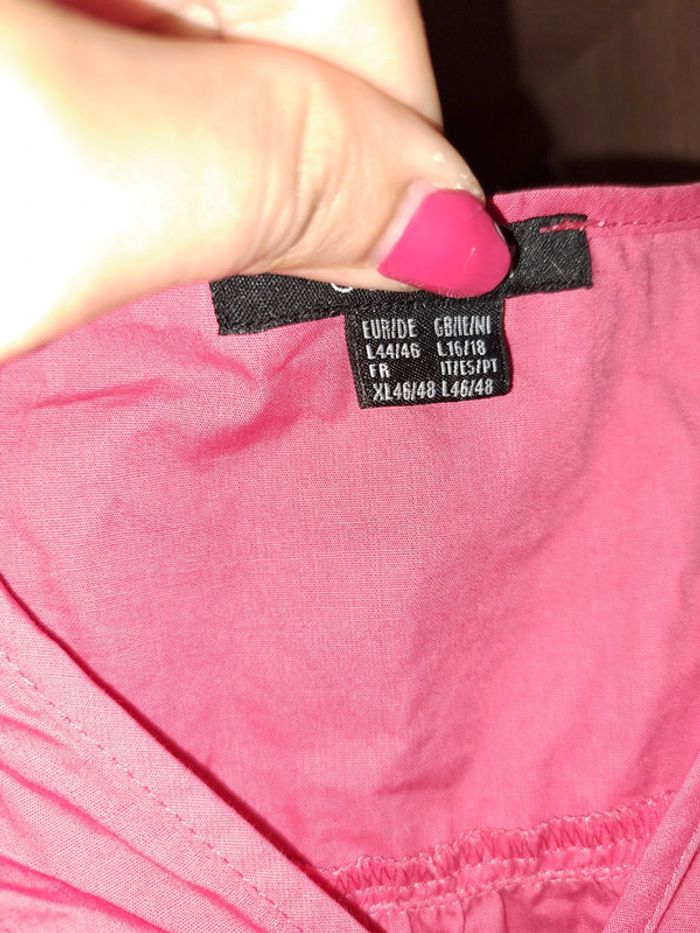 EUR/DE GB/IE/NI
L44/46 L16/18
FR IT/ES/PT
XL46/48 L46/48